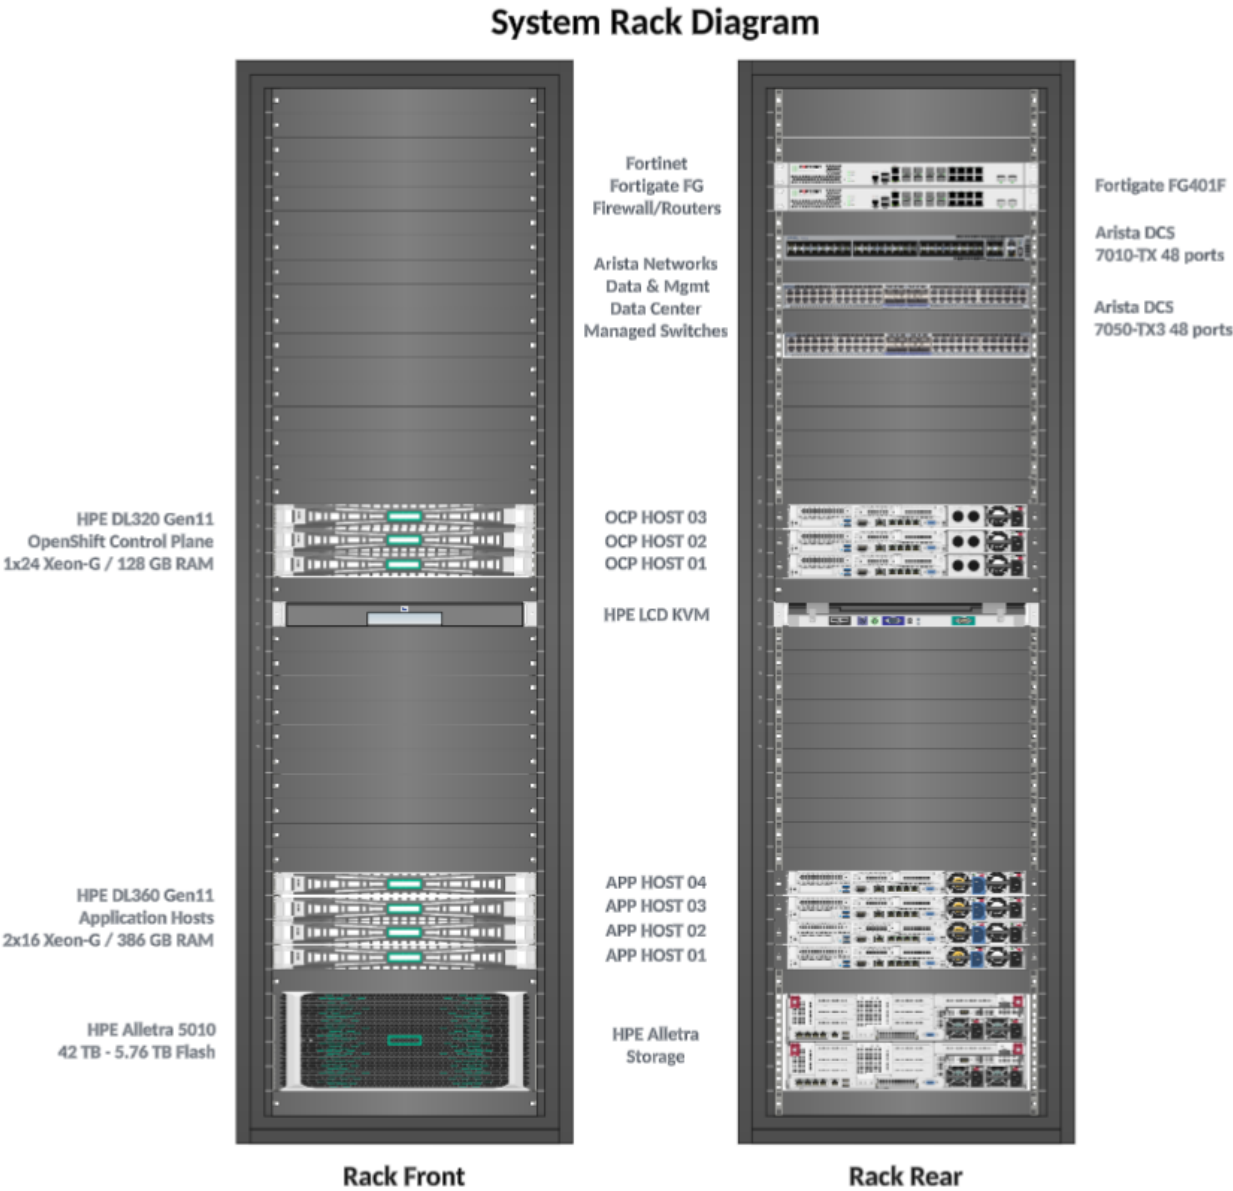 System Rack Diagram
Fortinet
Fortigate FG
Firewall/Routers
Fortigate FG401F
Arista DCS
7010-TX 48 ports
Arista Networks
Data & Mgmt
Data Center
Managed Switches
Arista DCS
7050-TX3 48 ports
HPE DL320 Gen11
OpenShift Control Plane
1x24 Xeon-G / 128 GB RAM
OCP HOST 03
OCP HOST 02
OCP HOST 01
HPE LCD KVM
HPE DL360 Gen11
Application Hosts
2x16 Xeon-G / 386 GB RAM
APP HOST 04
APP HOST 03
APP HOST 02
APP HOST 01
HPE Alletra 5010
42 TB - 5.76 TB Flash
HPE Alletra
Storage
Rack Front
Rack Rear